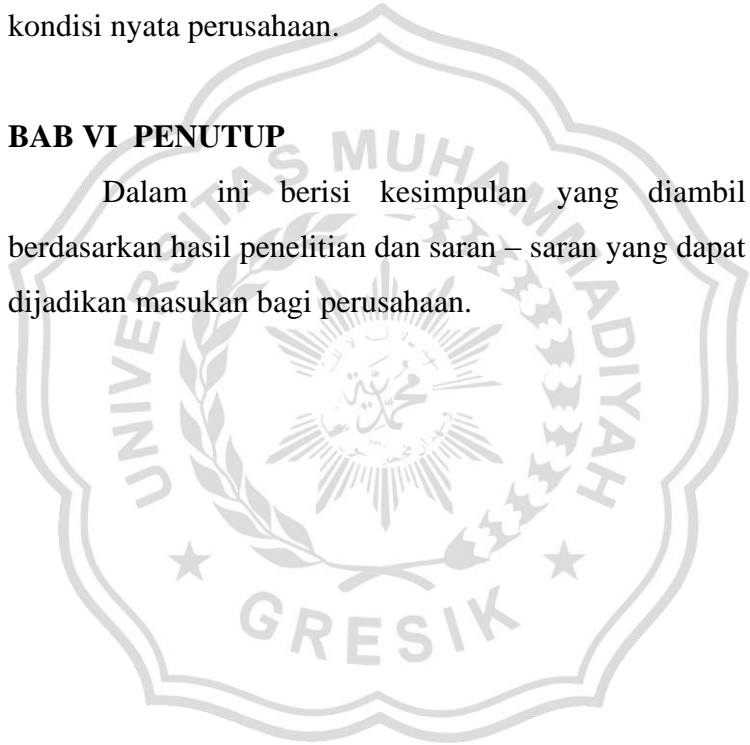 kondisi nyata perusahaan.
BAB VI  PENUTUP
Dalam ini berisi kesimpulan yang diambil
berdasarkan hasil penelitian dan saran – saran yang dapat
dijadikan masukan bagi perusahaan.
UNIVERSITAS MUHAMMADIYAH
GRESIK